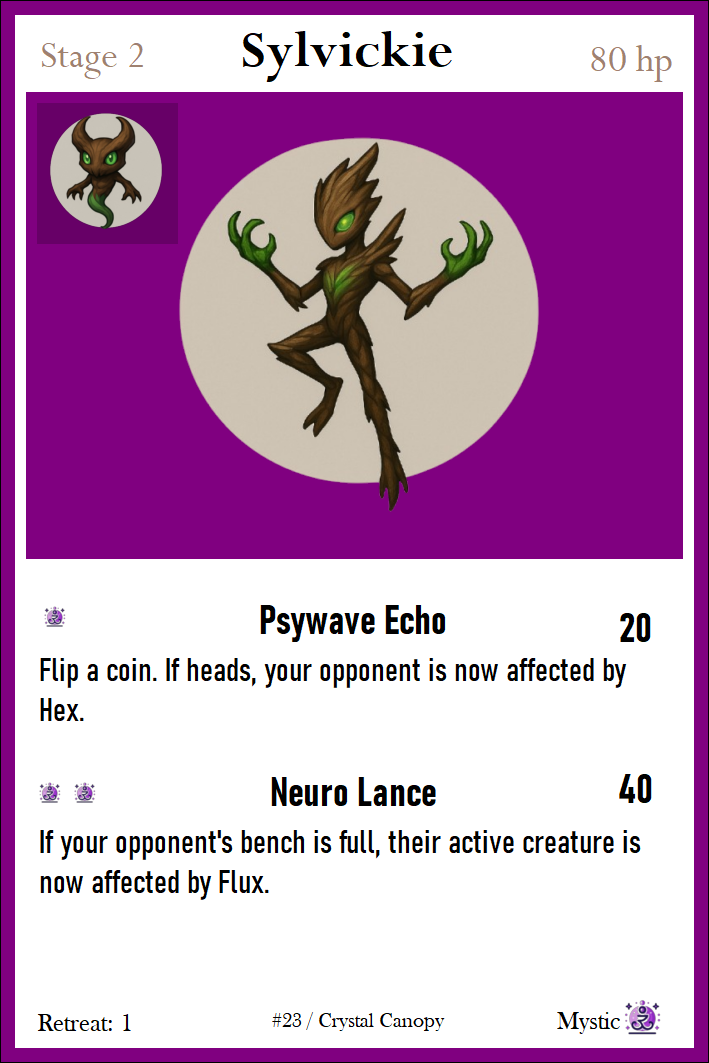 Stage 2
Sylvickie
80 hp
Psywave Echo
20
Flip a coin. If heads, your opponent is now affected by
Hex.
Neuro Lance
40
If your opponent's bench is full, their active creature is
now affected by Flux.
Retreat: 1
#23 / Crystal Canopy
Mystic